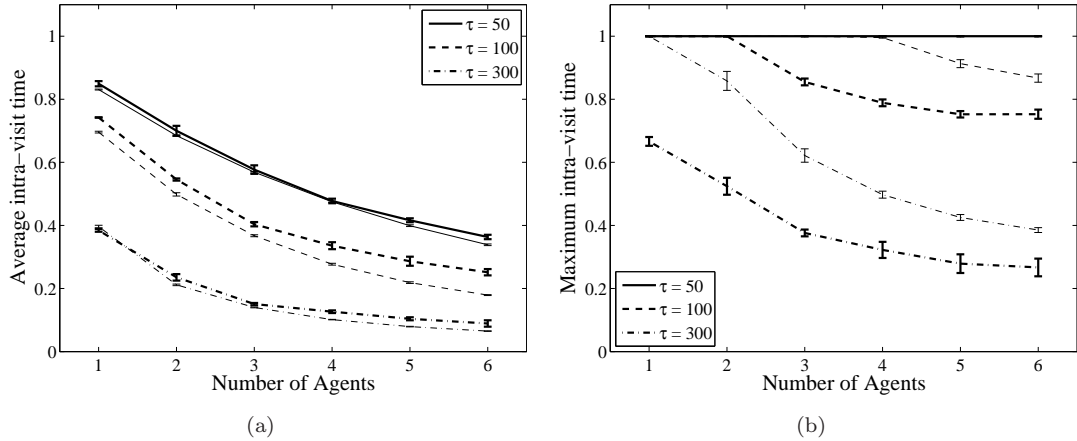 Average intra−visit time
1
0.8
0.6
0.4
0.2
0
1 2 3 4 5 6
Number of Agents
τ = 50
τ = 100
τ = 300
(a)
Maximum intra−visit time
1
0.8
0.6
0.4
0.2
0
1 2 3 4 5 6
Number of Agents
τ = 50
τ = 100
τ = 300
(b)